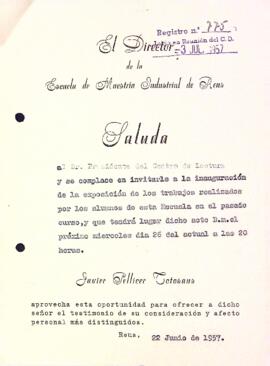 Registro n.º 775
Reunión del C.D.
-3 JUL. 1957
El Director
de la
Escuela de Maestría Industrial de Reus
Saluda
al Sr. Presidente del Centro de Lectura
y se complace en invitarle a la inauguración
de la exposición de los trabajos realizados
por los alumnos de esta Escuela en el pasado
curso, y que tendrá lugar dicho acto D.m. el
próximo miercoles dia 26 del actual a las 20
horas.
Javier Pellicer
aprovecha esta oportunidad para ofrecer a dicho
señor el testimonio de su consideración y afecto
personal más distinguidos.
Reus, 22 Junio de 1957.